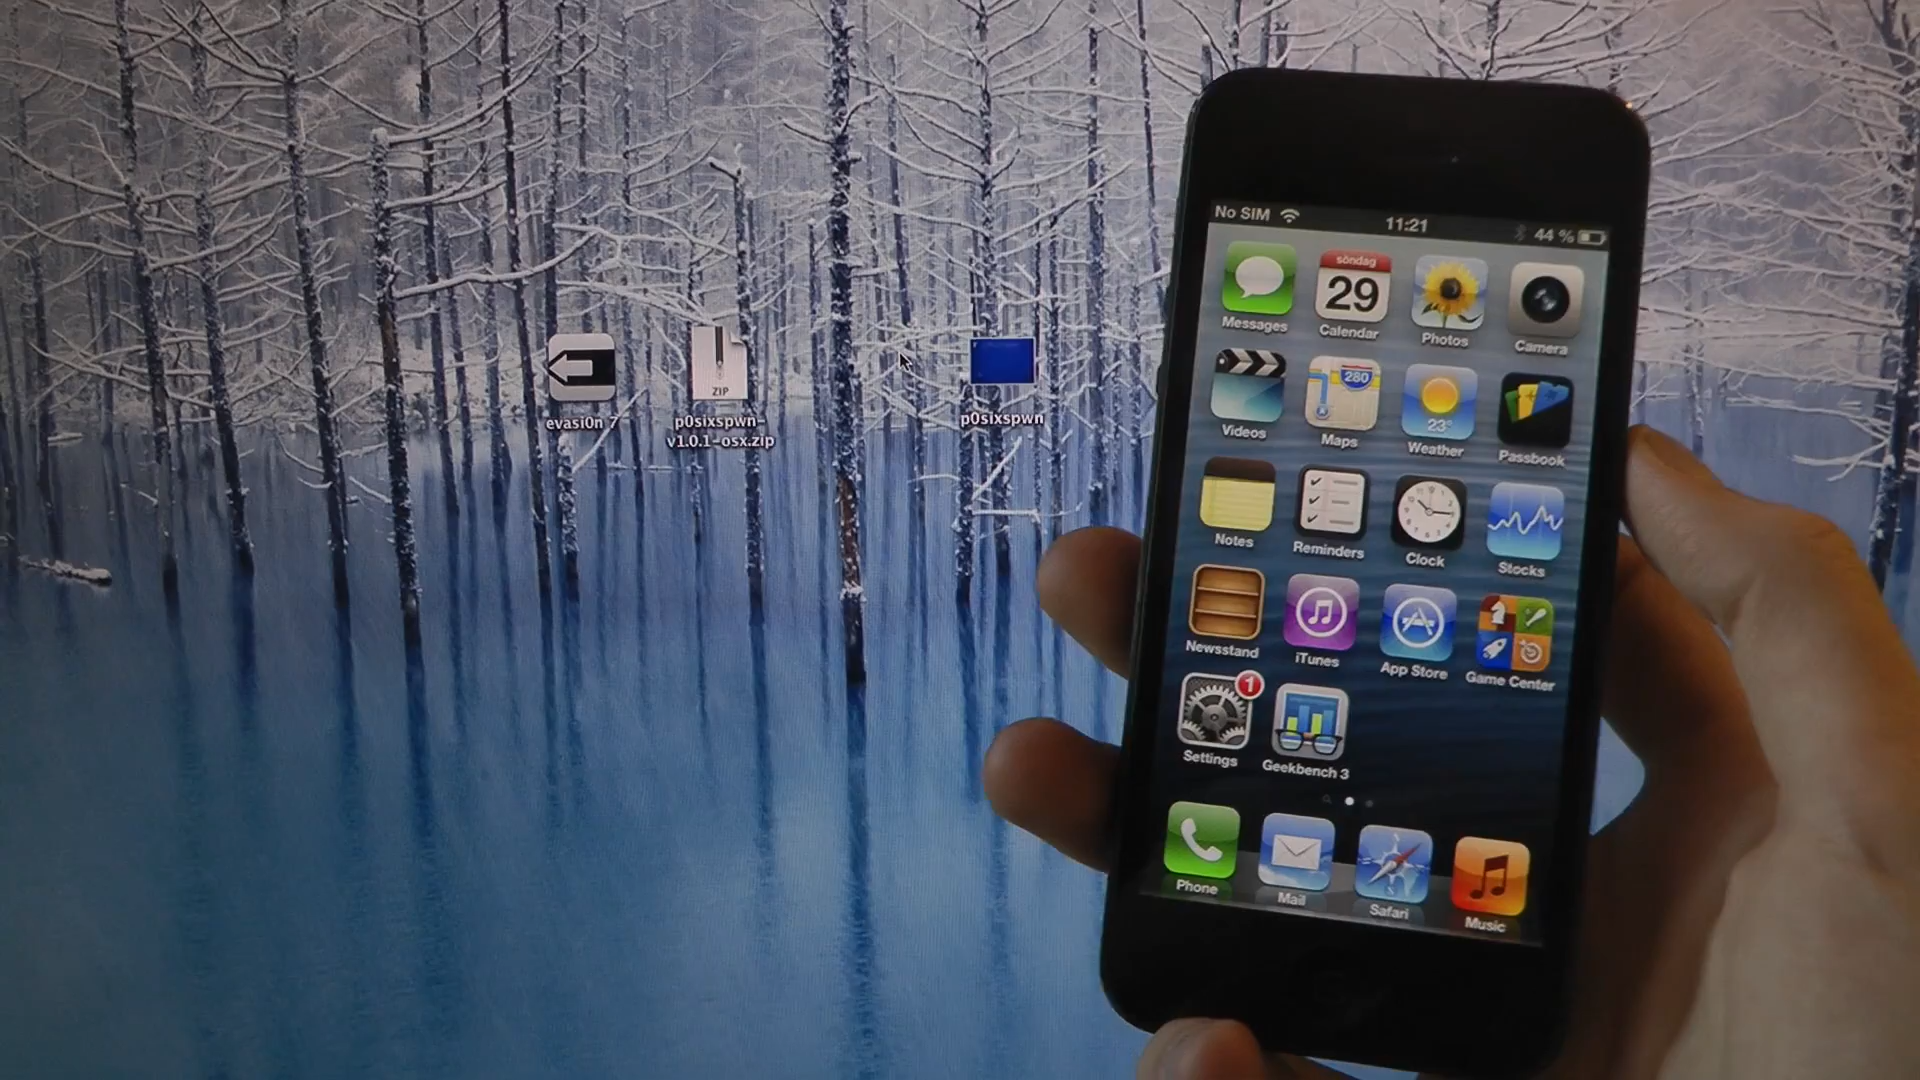 evasi0n 7
ZIP
p0sixspwn-
v1.0.1-osx.zip
p0sixspwn
No SIM
11:21
44 %
söndag
29
Messages
Calendar
Photos
Camera
280
23°
Videos
Maps
Weather
Passbook
Notes
Reminders
Clock
Stocks
Newsstand
iTunes
App Store
Game Center
1
Settings
Geekbench 3
Phone
Mail
Safari
Music